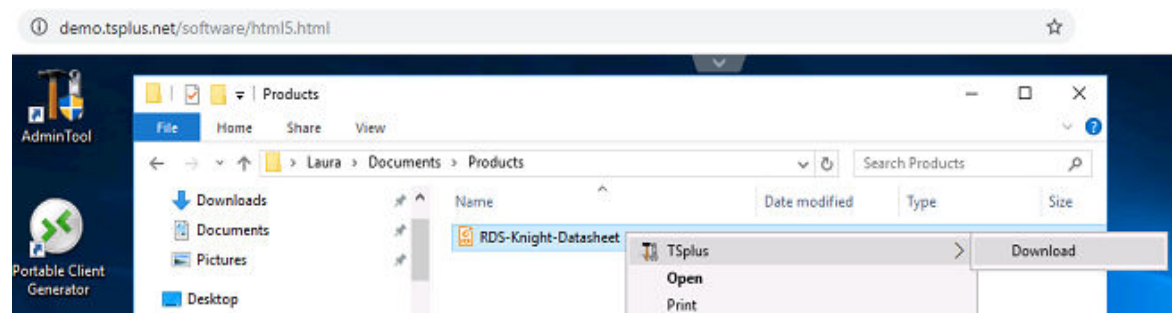 demo.tsplus.net/software/html5.html
Products
File Home Share View
Laura > Documents > Products
Search Products
AdminTool
Downloads
Documents
Pictures
Desktop
Name Date modified Type Size
RDS-Knight-Datasheet
TSplus
Download
Open
Print
Portable Client
Generator